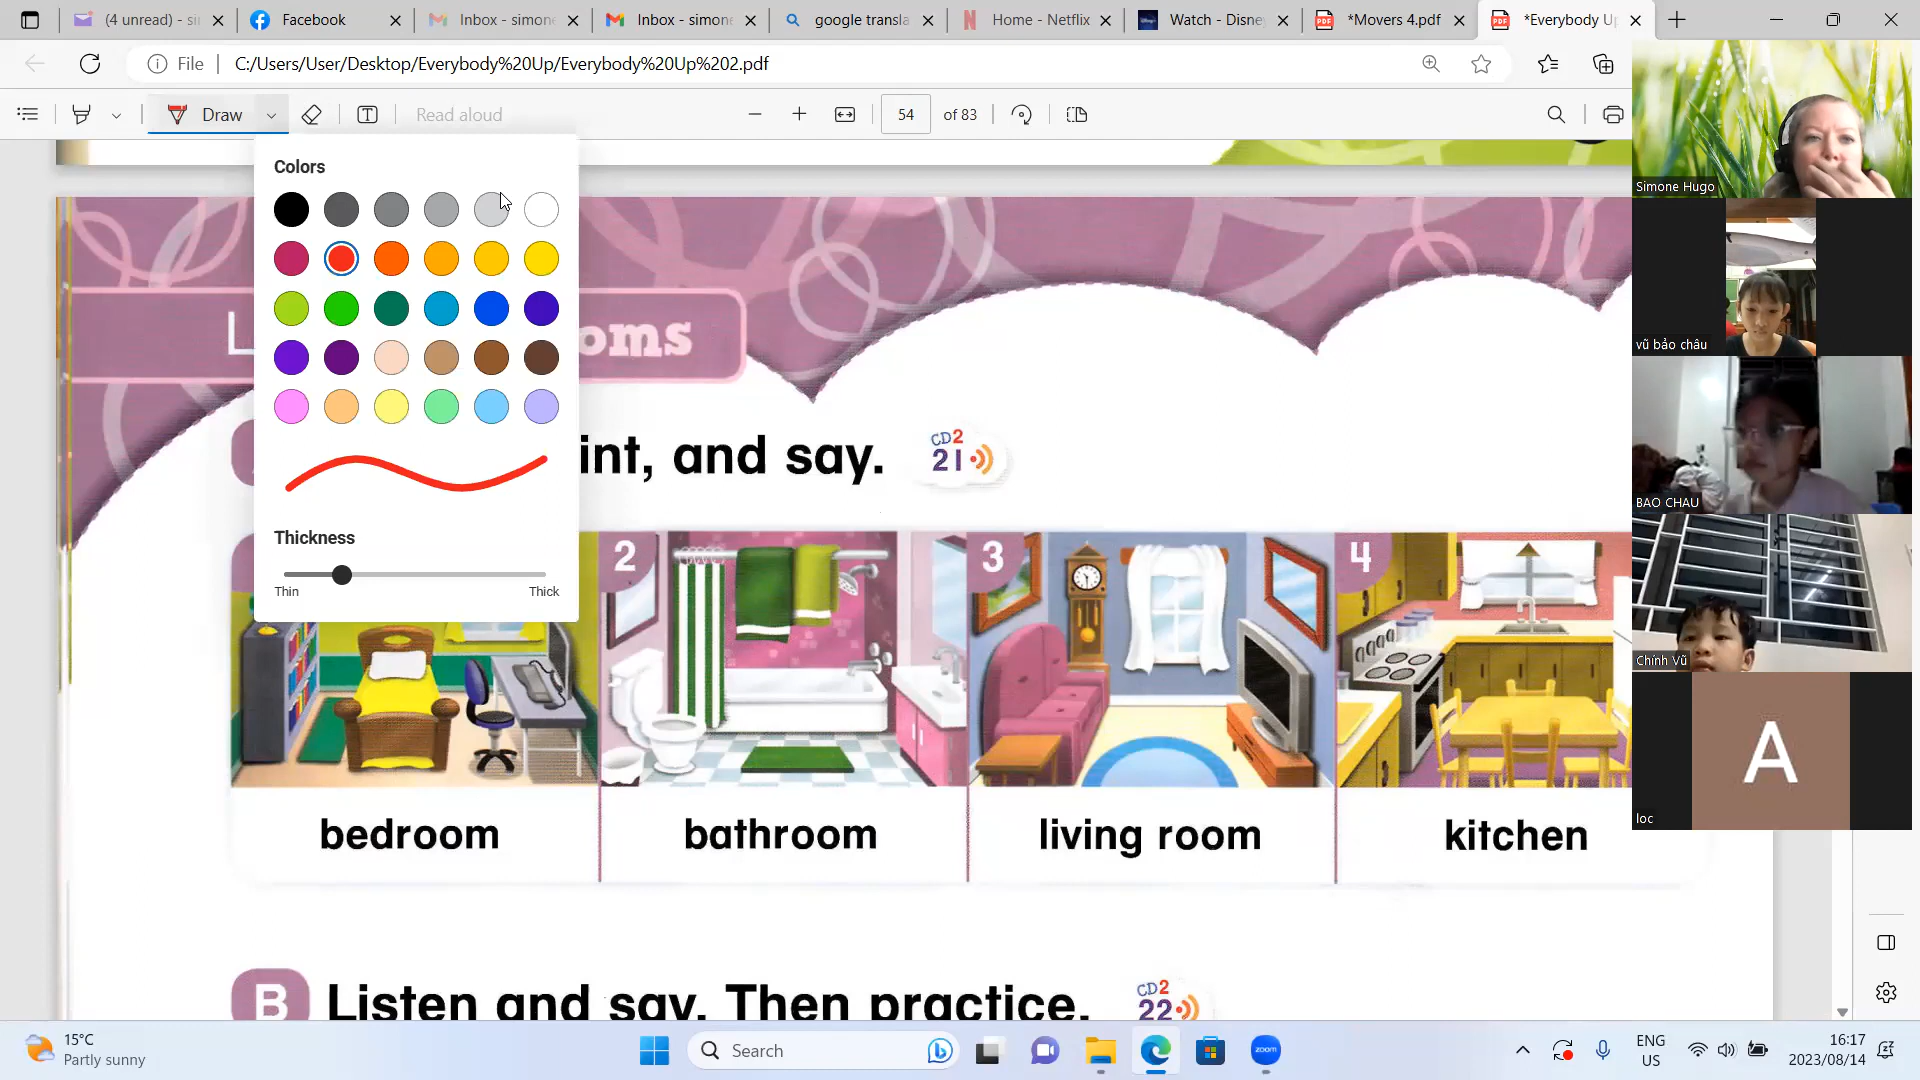 (4 unread) - si
Facebook
Inbox - simone
Inbox - simone
google transla
Home - Netflix
Watch - Disney
*Movers 4.pdf
*Everybody Up
File
C:/Users/User/Desktop/Everybody%20Up/Everybody%20Up%202.pdf
Draw
Read aloud
54
of 83
Colors
Thickness
Thin
Thick
L
oms
int, and say.
CD2
21
2
3
4
bedroom
bathroom
living room
kitchen
B
Listen and say. Then practice.
CD2
22
Simone Hugo
vũ bảo châu
BAO CHAU
Chính Vũ
A
loc
15°C
Partly sunny
Search
zoom
ENG
US
16:17
2023/08/14